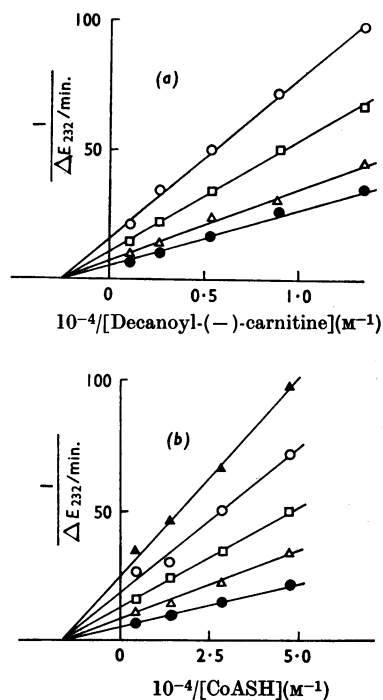 100
(a)
50
1
ΔE232/min.
0
0·5
1·0
10-4/[Decanoyl-(−)-carnitine](M-1)
100
(b)
50
1
ΔE232/min.
0
2·5
5·0
10-4/[CoASH](M-1)